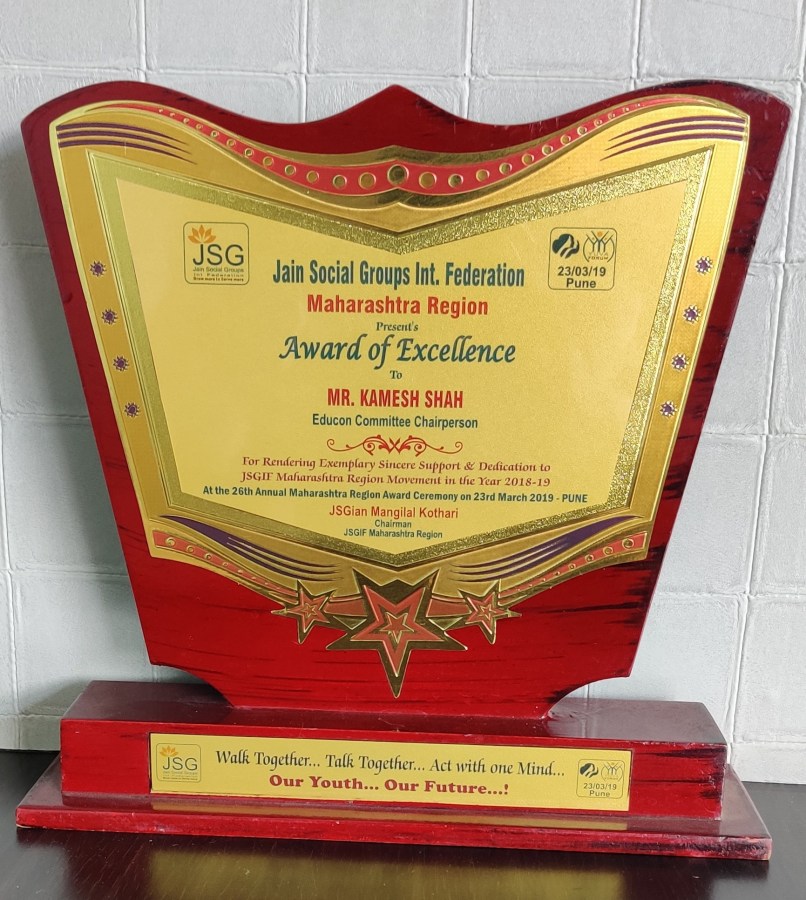 JSG
Jain Social Groups
Int. Federation
FORUM
23/03/19
Pune
Jain Social Groups Int. Federation
Maharashtra Region
Present's
Award of Excellence
To
MR. KAMESH SHAH
Educon Committee Chairperson
For Rendering Exemplary Sincere Support & Dedication to
JSGIF Maharashtra Region Movement in the Year 2018-19
At the 26th Annual Maharashtra Region Award Ceremony on 23rd March 2019 - PUNE
JSGian Mangilal Kothari
Chairman
JSGIF Maharashtra Region
JSG
Walk Together... Talk Together... Act with one Mind...
Our Youth... Our Future...!
23/03/19
Pune